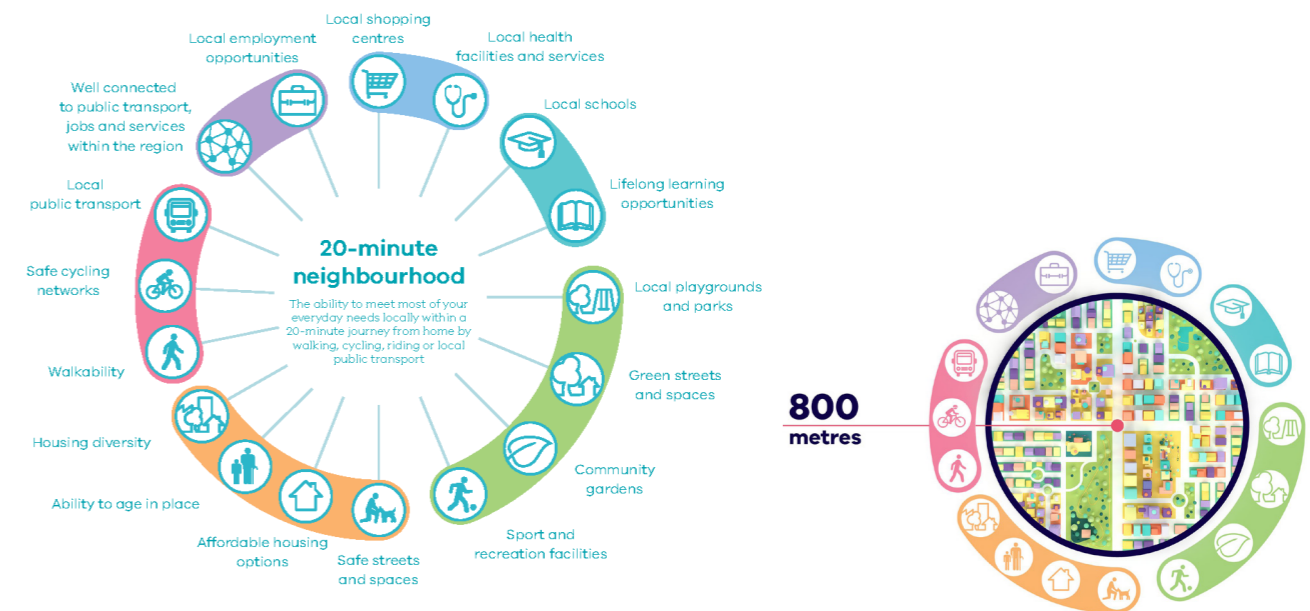 Local shopping
centres
Local health
facilities and services
Local schools
Lifelong learning
opportunities
Local playgrounds
and parks
Green streets
and spaces
Community
gardens
Sport and
recreation facilities
Safe streets
and spaces
Affordable housing
options
Ability to age in place
Housing diversity
Walkability
Safe cycling
networks
Local
public transport
Well connected
to public transport,
jobs and services
within the region
Local employment
opportunities
20-minute
neighbourhood
The ability to meet most of your
everyday needs locally within a
20-minute journey from home by
walking, cycling, riding or local
public transport
800
metres